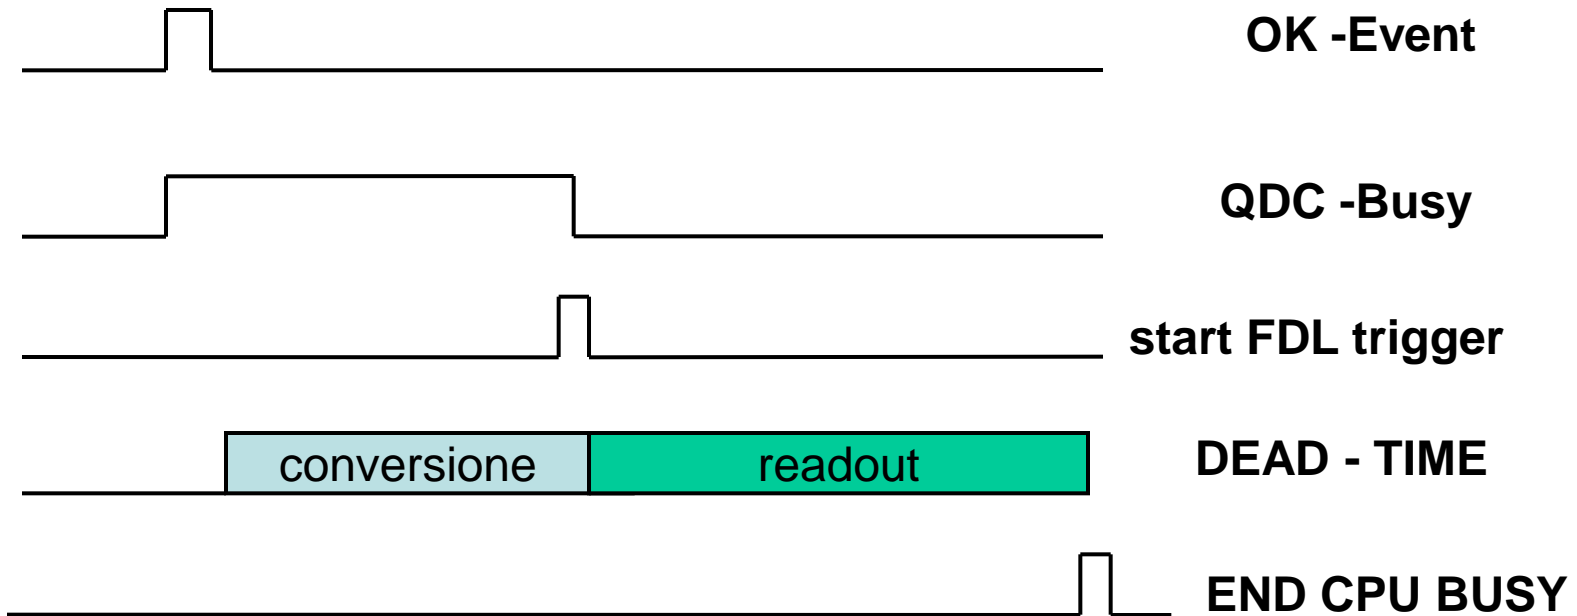 OK -Event
QDC -Busy
start FDL trigger
conversione readout DEAD - TIME
END CPU BUSY